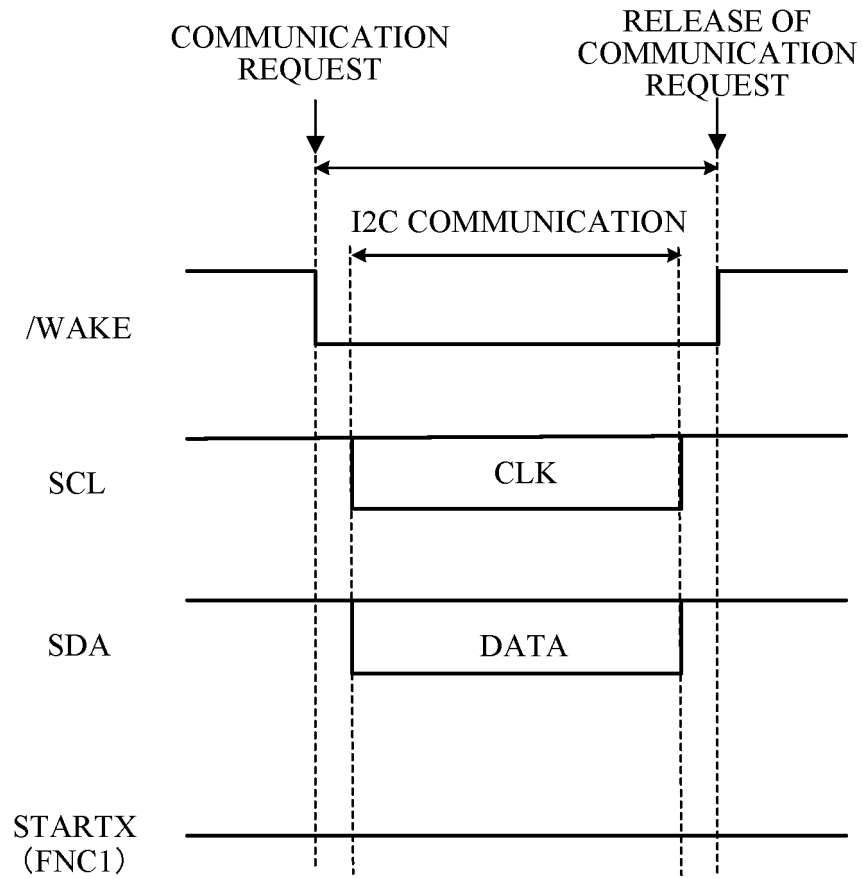 COMMUNICATION
REQUEST
RELEASE OF
COMMUNICATION
REQUEST
I2C COMMUNICATION
/WAKE
SCL
CLK
SDA
DATA
STARTX
(FNC1)